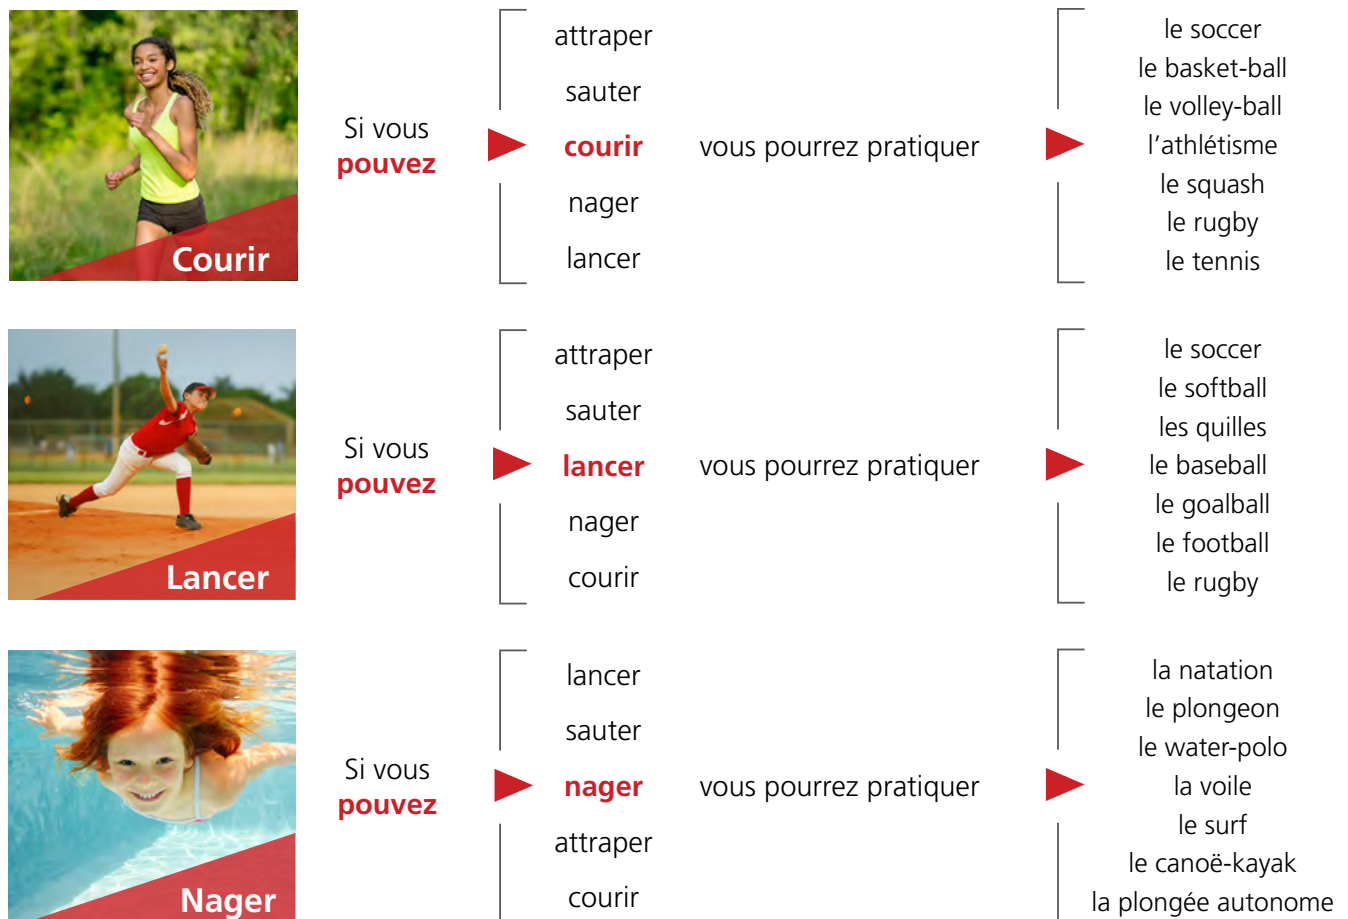 Courir
Si vous
pouvez
attraper
sauter
courir
nager
lancer
vous pourrez pratiquer
le soccer
le basket-ball
le volley-ball
l'athlétisme
le squash
le rugby
le tennis
Lancer
Si vous
pouvez
attraper
sauter
lancer
nager
courir
vous pourrez pratiquer
le soccer
le softball
les quilles
le baseball
le goalball
le football
le rugby
Nager
Si vous
pouvez
lancer
sauter
nager
attraper
courir
vous pourrez pratiquer
la natation
le plongeon
le water-polo
la voile
le surf
le canoë-kayak
la plongée autonome